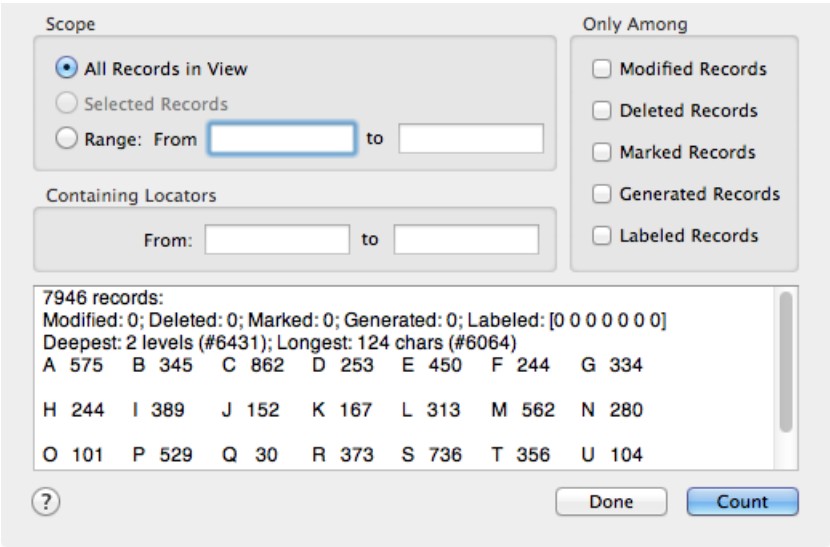 Scope
All Records in View
Selected Records
Range: From to
Containing Locators
From: to
Only Among
Modified Records
Deleted Records
Marked Records
Generated Records
Labeled Records
7946 records:
Modified: 0; Deleted: 0; Marked: 0; Generated: 0; Labeled: [0 0 0 0 0 0 0]
Deepest: 2 levels (#6431); Longest: 124 chars (#6064)
A 575 B 345 C 862 D 253 E 450 F 244 G 334
H 244 I 389 J 152 K 167 L 313 M 562 N 280
O 101 P 529 Q 30 R 373 S 736 T 356 U 104
? Done Count